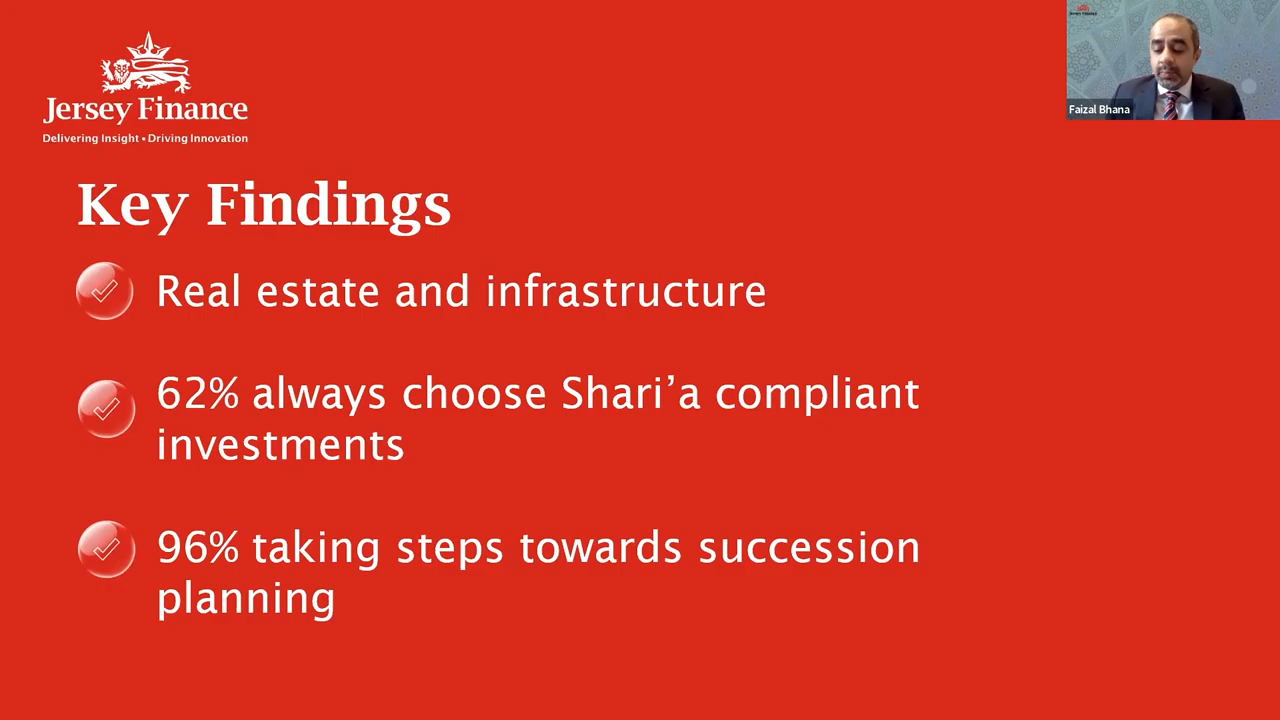 Jersey Finance
Delivering Insight • Driving Innovation
Faizal Bhana
Key Findings
Real estate and infrastructure
62% always choose Shari’a compliant
investments
96% taking steps towards succession
planning